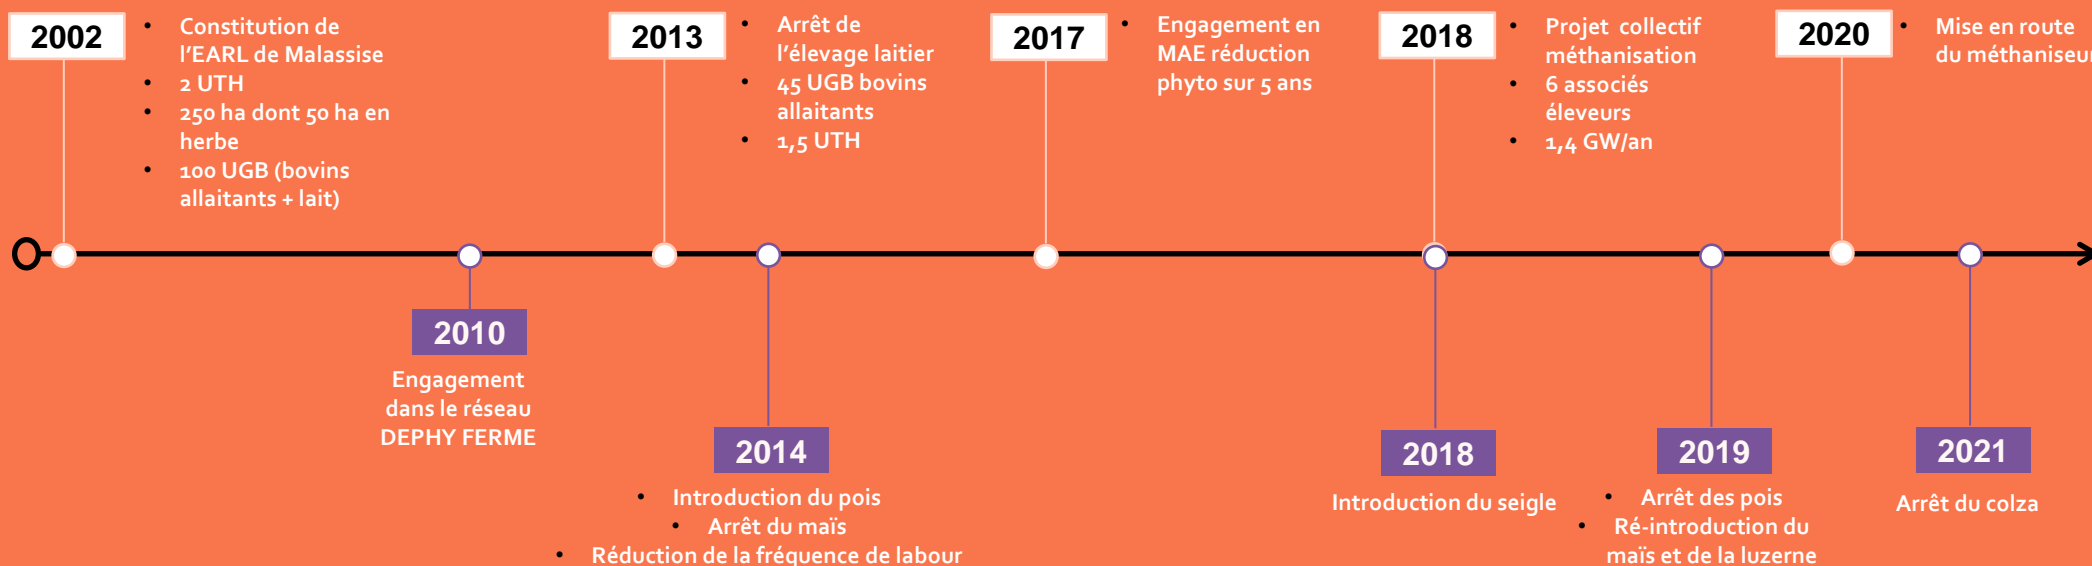 2002
• Constitution de
l'EARL de Malassise
• 2 UTH
• 250 ha dont 50 ha en
herbe
• 100 UGB (bovins
allaitants + lait)
2013
• Arrêt de
l'élevage laitier
• 45 UGB bovins
allaitants
• 1,5 UTH
2017
• Engagement en
MAE réduction
phyto sur 5 ans
2018
• Projet collectif
méthanisation
• 6 associés
éleveurs
• 1,4 GW/an
2020
• Mise en route
du méthaniseur
2010
Engagement
dans le réseau
DEPHY FERME
2014
• Introduction du pois
• Arrêt du maïs
• Réduction de la fréquence de labour
2018
Introduction du seigle
2019
• Arrêt des pois
• Ré-introduction du
maïs et de la luzerne
2021
Arrêt du colza